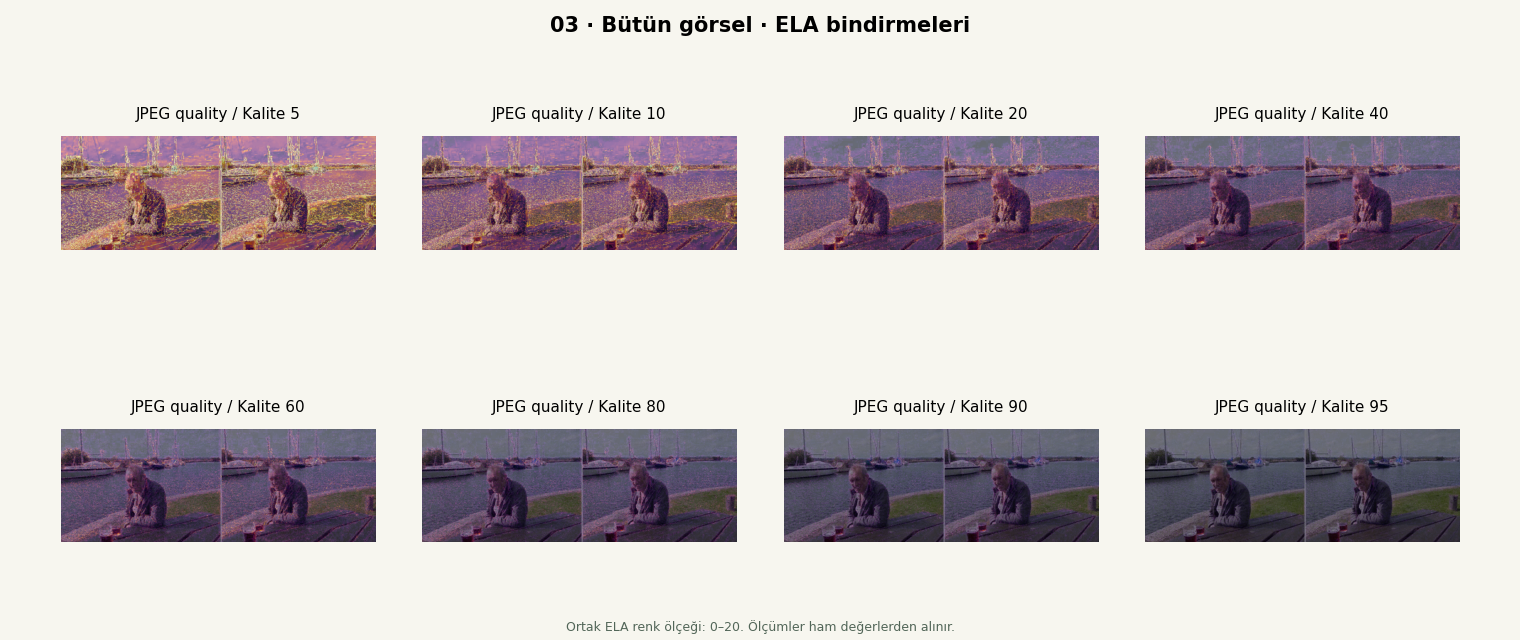 03 · Bütün görsel · ELA bindirmeleri
JPEG quality / Kalite 5
JPEG quality / Kalite 10
JPEG quality / Kalite 20
JPEG quality / Kalite 40
JPEG quality / Kalite 60
JPEG quality / Kalite 80
JPEG quality / Kalite 90
JPEG quality / Kalite 95
Ortak ELA renk ölçeği: 0–20. Ölçümler ham değerlerden alınır.